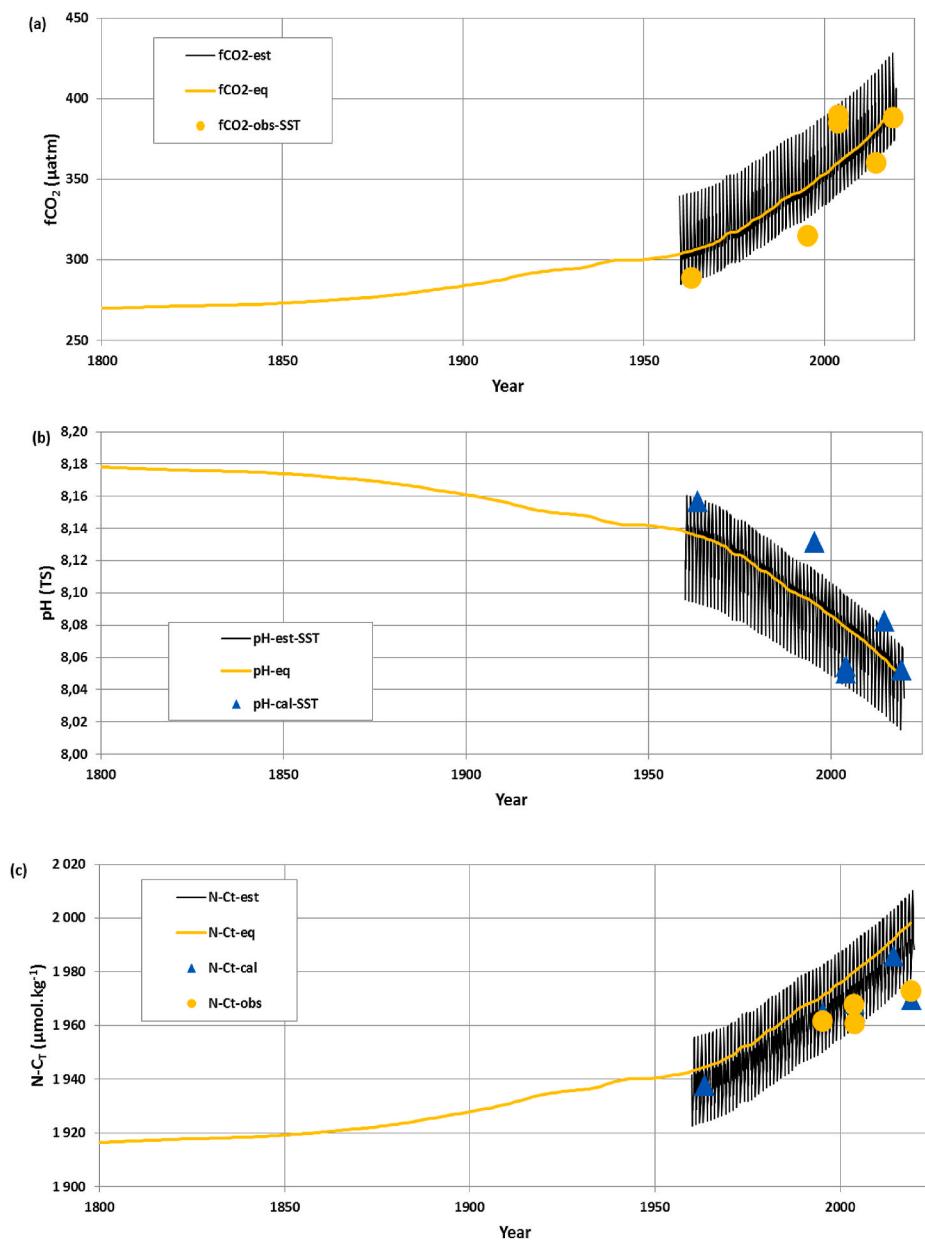 (a)
450
400
350
300
250
fCO2 (µatm)
fCO2-est
fCO2-eq
fCO2-obs-SST
1800 1850 1900 1950 2000
Year
(b)
8,20
8,18
8,16
8,14
8,12
8,10
8,08
8,06
8,04
8,02
8,00
pH (TS)
pH-est-SST
pH-eq
pH-cal-SST
1800 1850 1900 1950 2000
Year
(c)
2 020
2 000
1 980
1 960
1 940
1 920
1 900
N-CT (µmol.kg-1)
N-Ct-est
N-Ct-eq
N-Ct-cal
N-Ct-obs
1800 1850 1900 1950 2000
Year